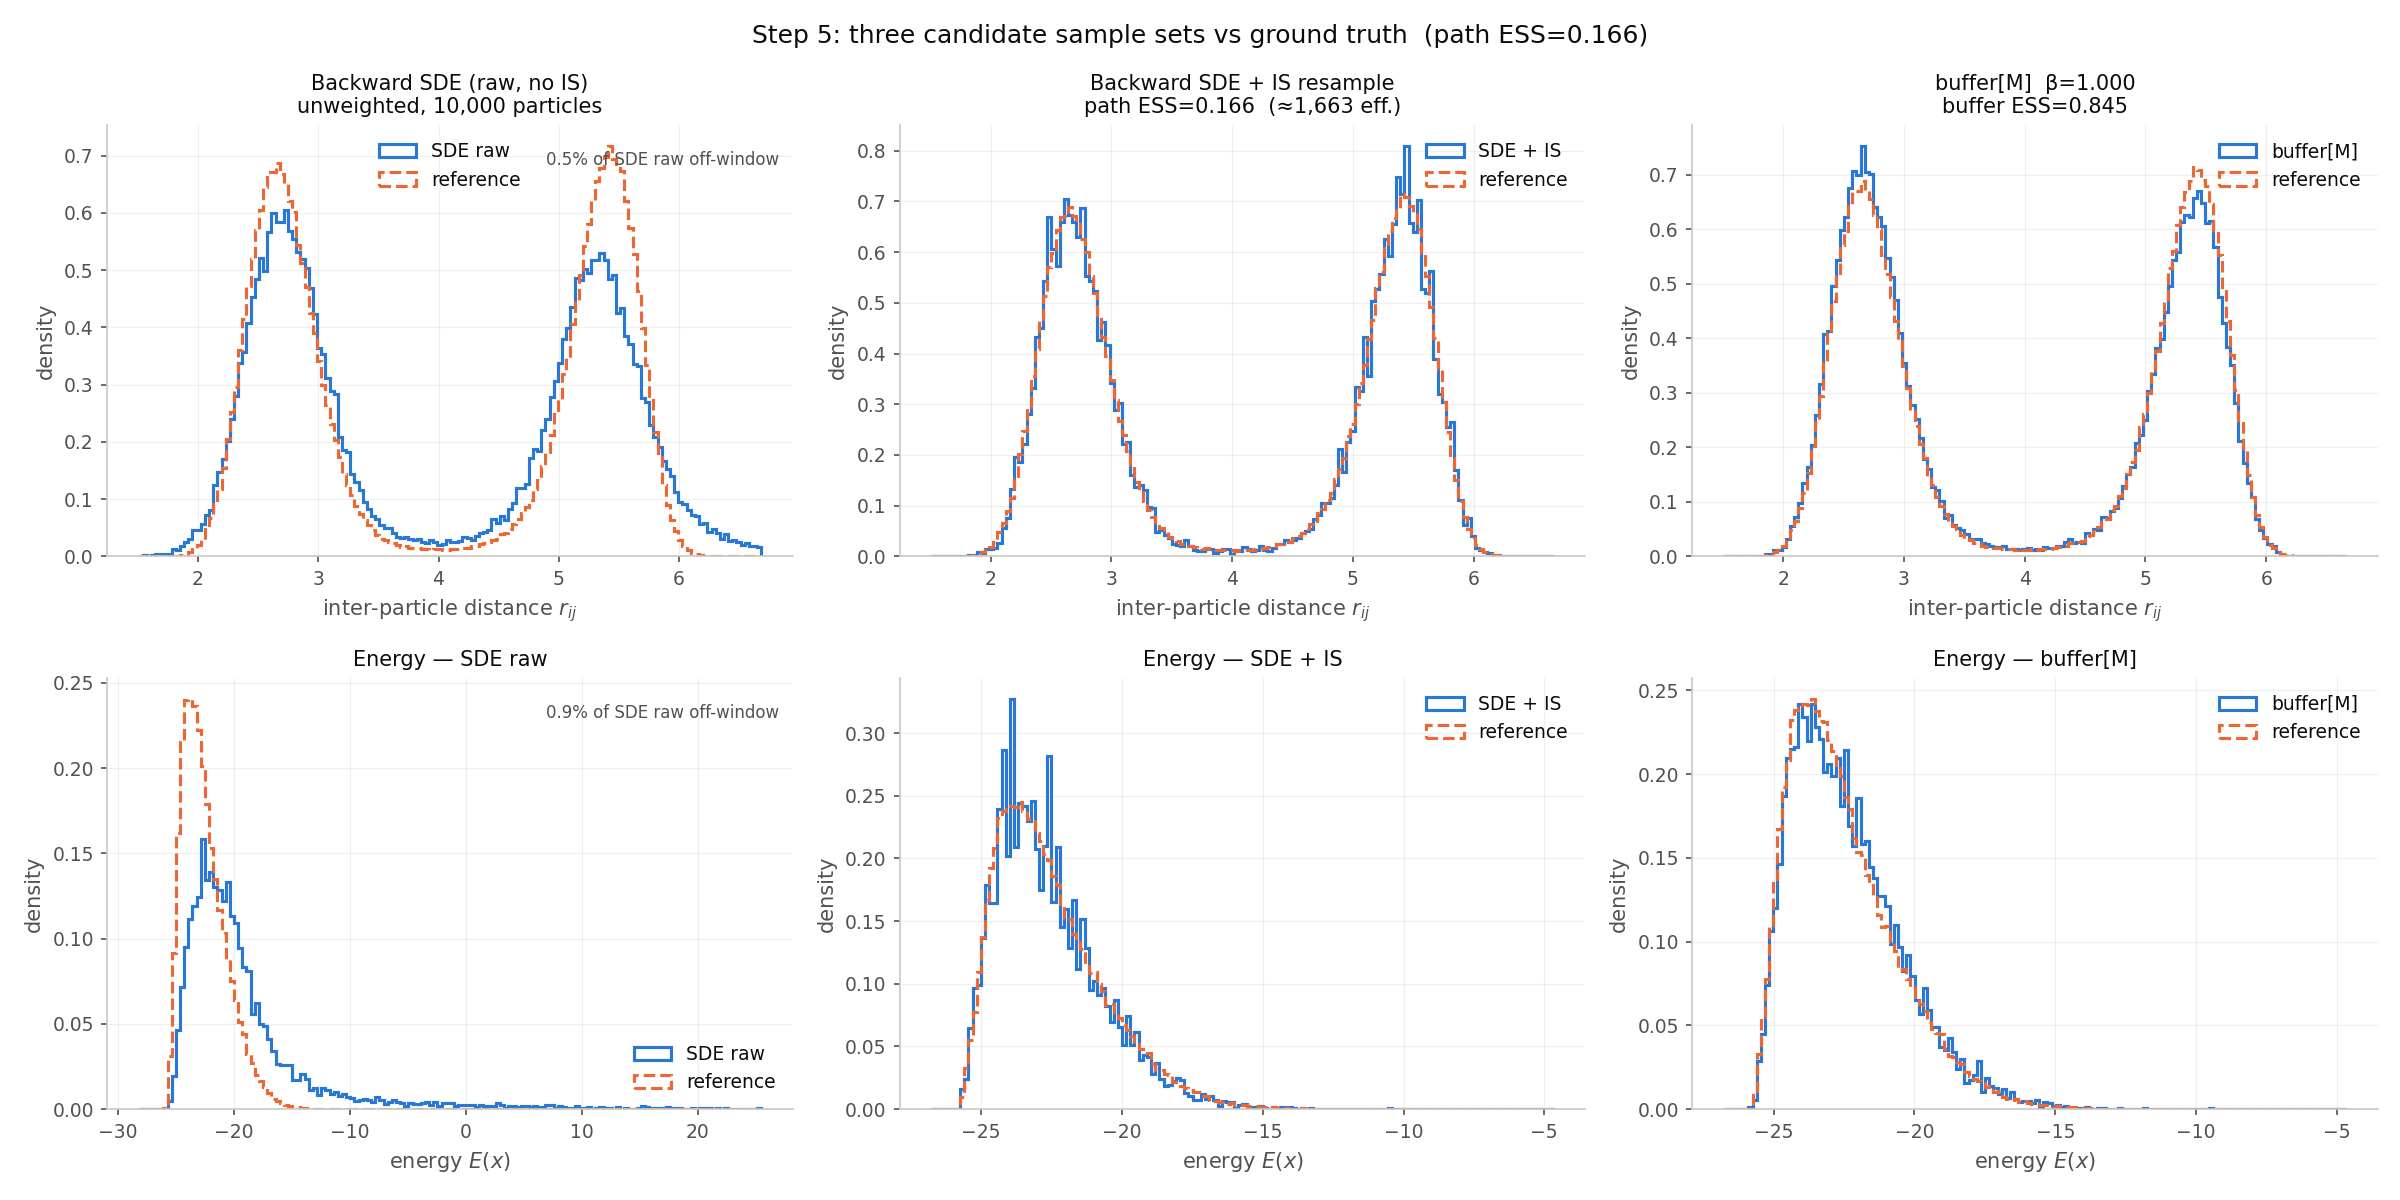 Step 5: three candidate sample sets vs ground truth  (path ESS=0.166)
Backward SDE (raw, no IS)
unweighted, 10,000 particles
SDE raw
reference
0.5% of SDE raw off-window
0.7
0.6
0.5
0.4
0.3
0.2
0.1
0.0
density
2 3 4 5 6
inter-particle distance r_ij
Backward SDE + IS resample
path ESS=0.166  (≈1,663 eff.)
SDE + IS
reference
0.8
0.7
0.6
0.5
0.4
0.3
0.2
0.1
0.0
density
2 3 4 5 6
inter-particle distance r_ij
buffer[M]  β=1.000
buffer ESS=0.845
buffer[M]
reference
0.7
0.6
0.5
0.4
0.3
0.2
0.1
0.0
density
2 3 4 5 6
inter-particle distance r_ij
Energy — SDE raw
0.9% of SDE raw off-window
0.25
0.20
0.15
0.10
0.05
0.00
density
SDE raw
reference
−30 −20 −10 0 10 20
energy E(x)
Energy — SDE + IS
SDE + IS
reference
0.30
0.25
0.20
0.15
0.10
0.05
0.00
density
−25 −20 −15 −10 −5
energy E(x)
Energy — buffer[M]
buffer[M]
reference
0.25
0.20
0.15
0.10
0.05
0.00
density
−25 −20 −15 −10 −5
energy E(x)